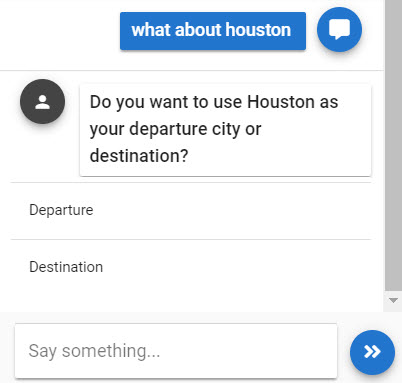 what about houston
Do you want to use Houston as
your departure city or
destination?
Departure
Destination
Say something...